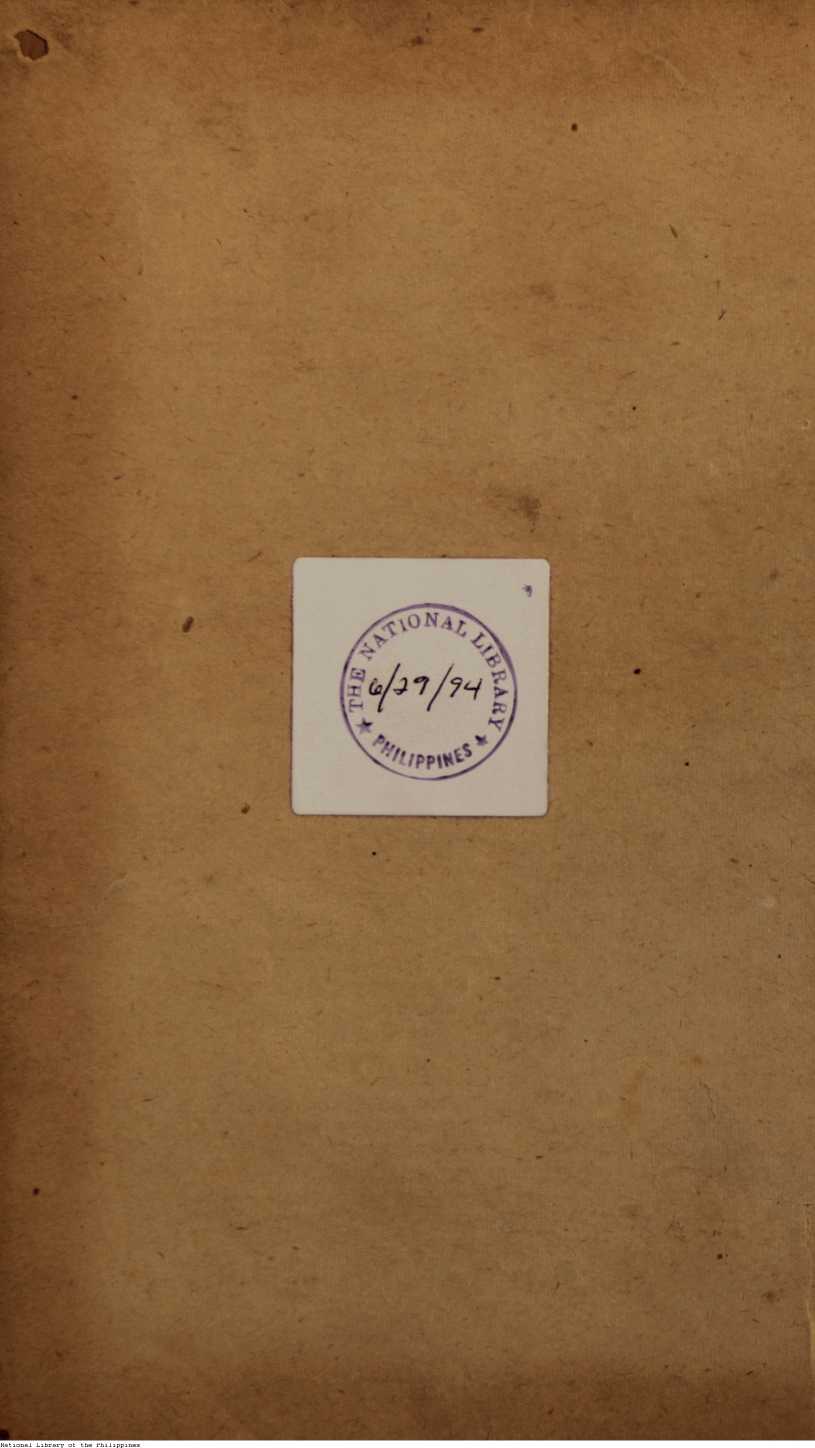 THE NATIONAL LIBRARY
6/29/94
★ PHILIPPINES ★
National Library of the Philippines